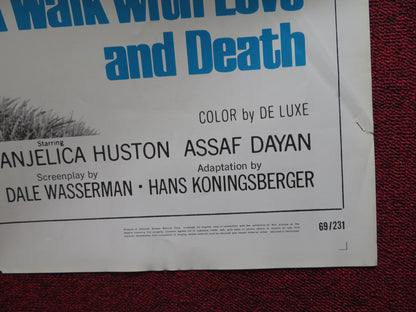 A Walk With Love
and Death
COLOR by DE LUXE
Starring
ANJELICA HUSTON ASSAF DAYAN
Screenplay by Adaptation by
DALE WASSERMAN • HANS KONINGSBERGER
69/231